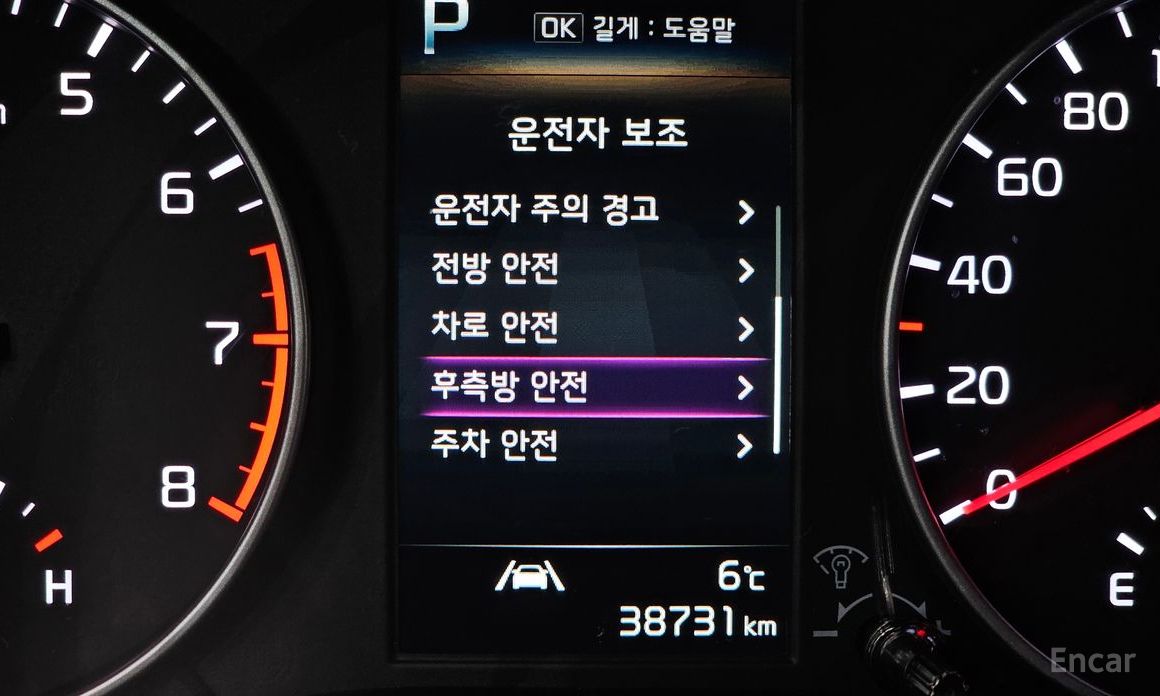 P
OK 길게 : 도움말
운전자 보조
운전자 주의 경고
전방 안전
차로 안전
후측방 안전
주차 안전
6℃
38731 km
5
6
7
8
H
80
60
40
20
0
E
Encar